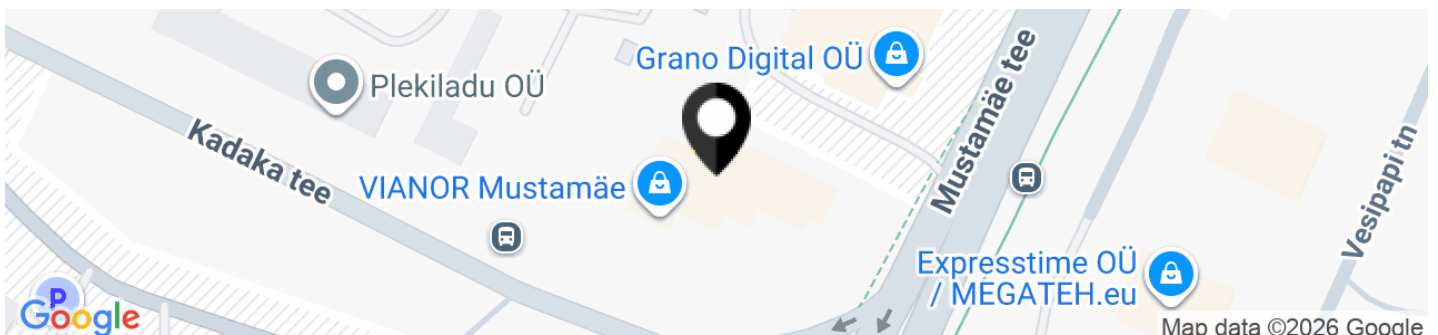 Grano Digital OÜ
Plekiladu OÜ
Mustamäe tee
Kadaka tee
VIANOR Mustamäe
Vesipapi tn
Expresstime OÜ
/ MEGATEH.eu
P
Google
Map data ©2026 Google